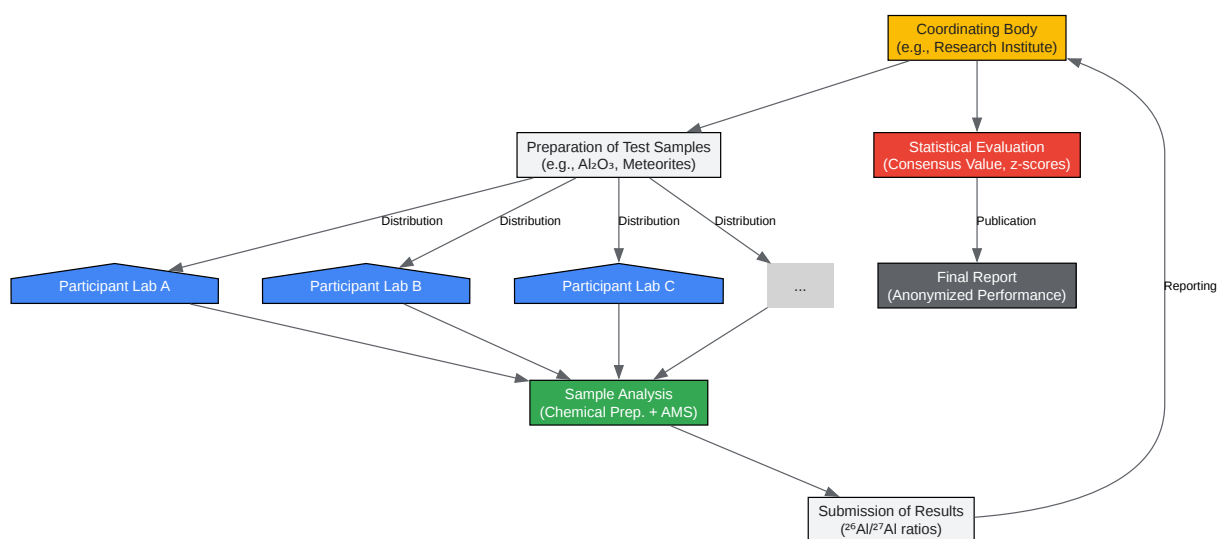 Coordinating Body
(e.g., Research Institute)
Preparation of Test Samples
(e.g., Al₂O₃, Meteorites)
Statistical Evaluation
(Consensus Value, z-scores)
Distribution
Distribution
Distribution
Distribution
Publication
Participant Lab A
Participant Lab B
Participant Lab C
...
Final Report
(Anonymized Performance)
Reporting
Sample Analysis
(Chemical Prep. + AMS)
Submission of Results
(²⁶Al/²⁷Al ratios)